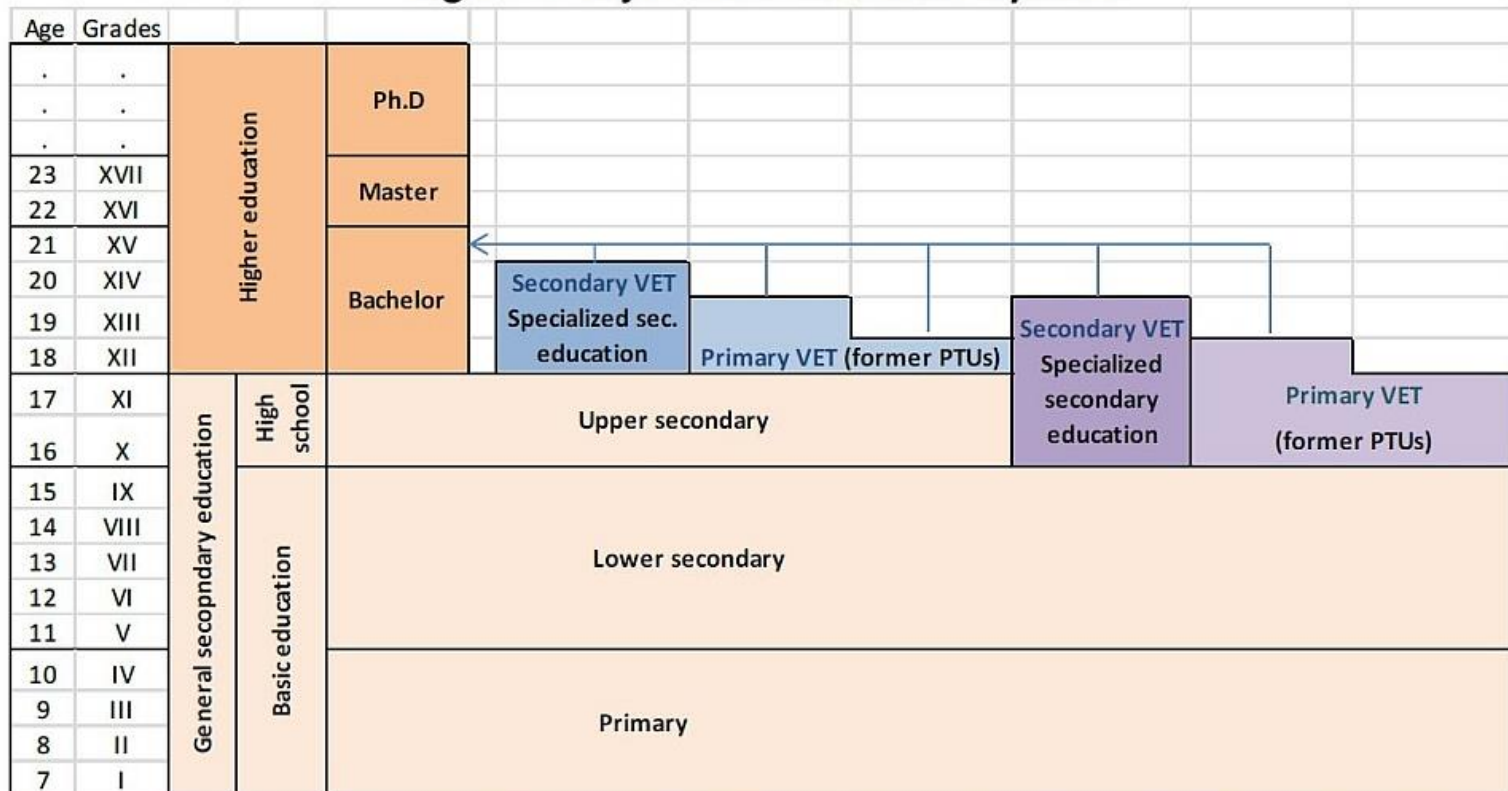 Age Grades
. .
. .
. .
23 XVII
22 XVI
21 XV
20 XIV
19 XIII
18 XII
17 XI
16 X
15 IX
14 VIII
13 VII
12 VI
11 V
10 IV
9 III
8 II
7 I
Higher education
Ph.D
Master
Bachelor
Secondary VET
Specialized sec.
education
Primary VET (former PTUs)
Secondary VET
Specialized
secondary
education
Primary VET
(former PTUs)
General secopndary education
High
school
Upper secondary
Basic education
Lower secondary
Primary